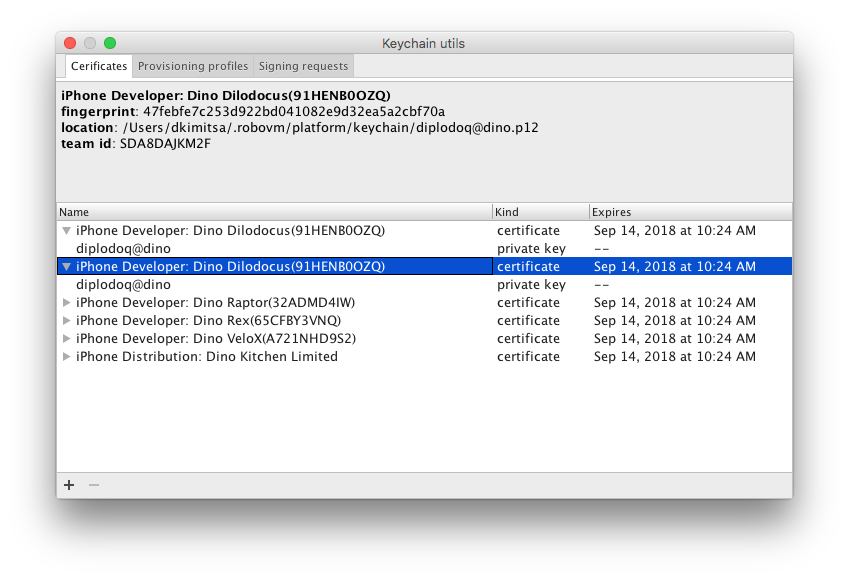 Keychain utils
Cerificates Provisioning profiles Signing requests
iPhone Developer: Dino Dilodocus(91HENB0OZQ)
fingerprint: 47febfe7c253d922bd041082e9d32ea5a2cbf70a
location: /Users/dkimitsa/.robovm/platform/keychain/diplodoq@dino.p12
team id: SDA8DAJKM2F
Name Kind Expires
iPhone Developer: Dino Dilodocus(91HENB0OZQ) certificate Sep 14, 2018 at 10:24 AM
diplodoq@dino private key --
iPhone Developer: Dino Dilodocus(91HENB0OZQ) certificate Sep 14, 2018 at 10:24 AM
diplodoq@dino private key --
iPhone Developer: Dino Raptor(32ADMD4IW) certificate Sep 14, 2018 at 10:24 AM
iPhone Developer: Dino Rex(65CFBY3VNQ) certificate Sep 14, 2018 at 10:24 AM
iPhone Developer: Dino VeloX(A721NHD9S2) certificate Sep 14, 2018 at 10:24 AM
iPhone Distribution: Dino Kitchen Limited certificate Sep 14, 2018 at 10:24 AM